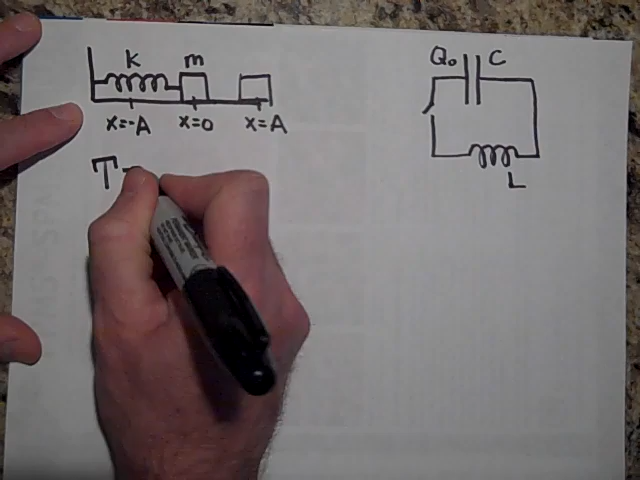 k m
x=-A x=0 x=A
T=
Q₀ C
L